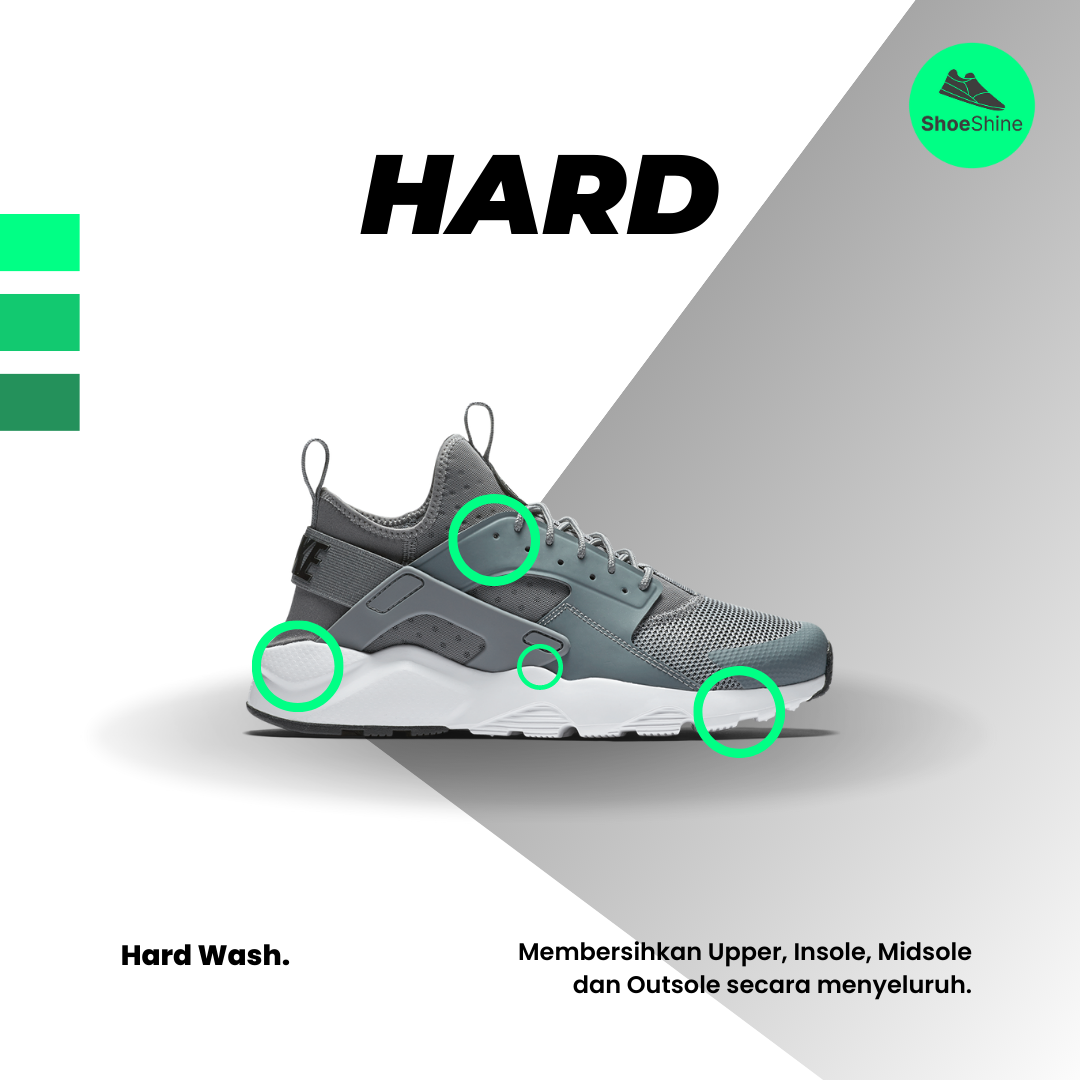 ShoeShine
HARD
Hard Wash.
Membersihkan Upper, Insole, Midsole
dan Outsole secara menyeluruh.